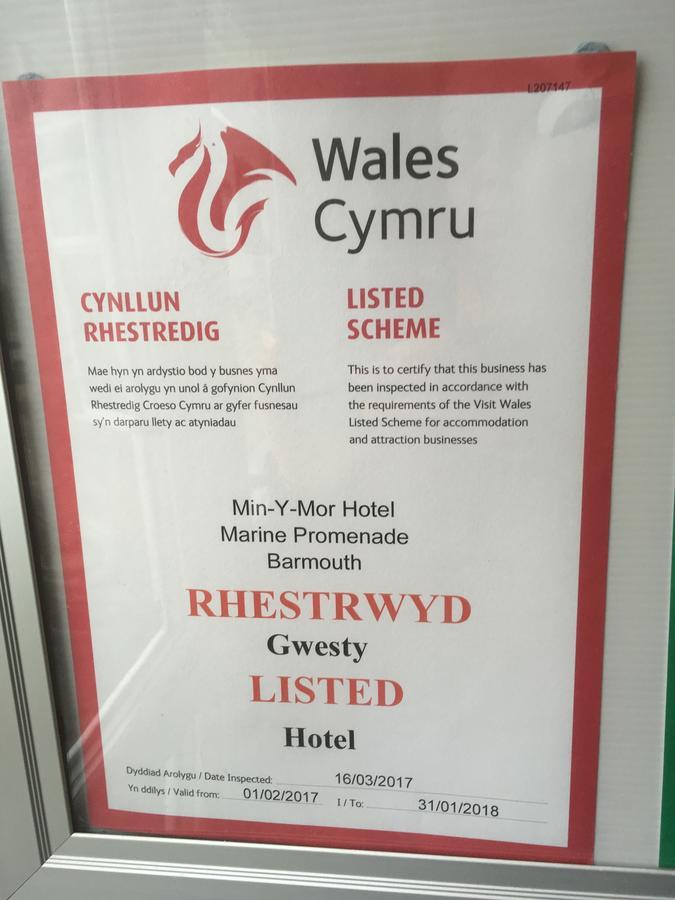 L207147
Wales
Cymru
CYNLLUN
RHESTREDIG
Mae hyn yn ardystio bod y busnes yma
wedi ei arolygu yn unol â gofynion Cynllun
Rhestredig Croeso Cymru ar gyfer fusnesau
sy'n darparu llety ac atyniadau
LISTED
SCHEME
This is to certify that this business has
been inspected in accordance with
the requirements of the Visit Wales
Listed Scheme for accommodation
and attraction businesses
Min-Y-Mor Hotel
Marine Promenade
Barmouth
RHESTRWYD
Gwesty
LISTED
Hotel
Dyddiad Arolygu / Date Inspected: 16/03/2017
Yn ddilys / Valid from: 01/02/2017 I / To: 31/01/2018